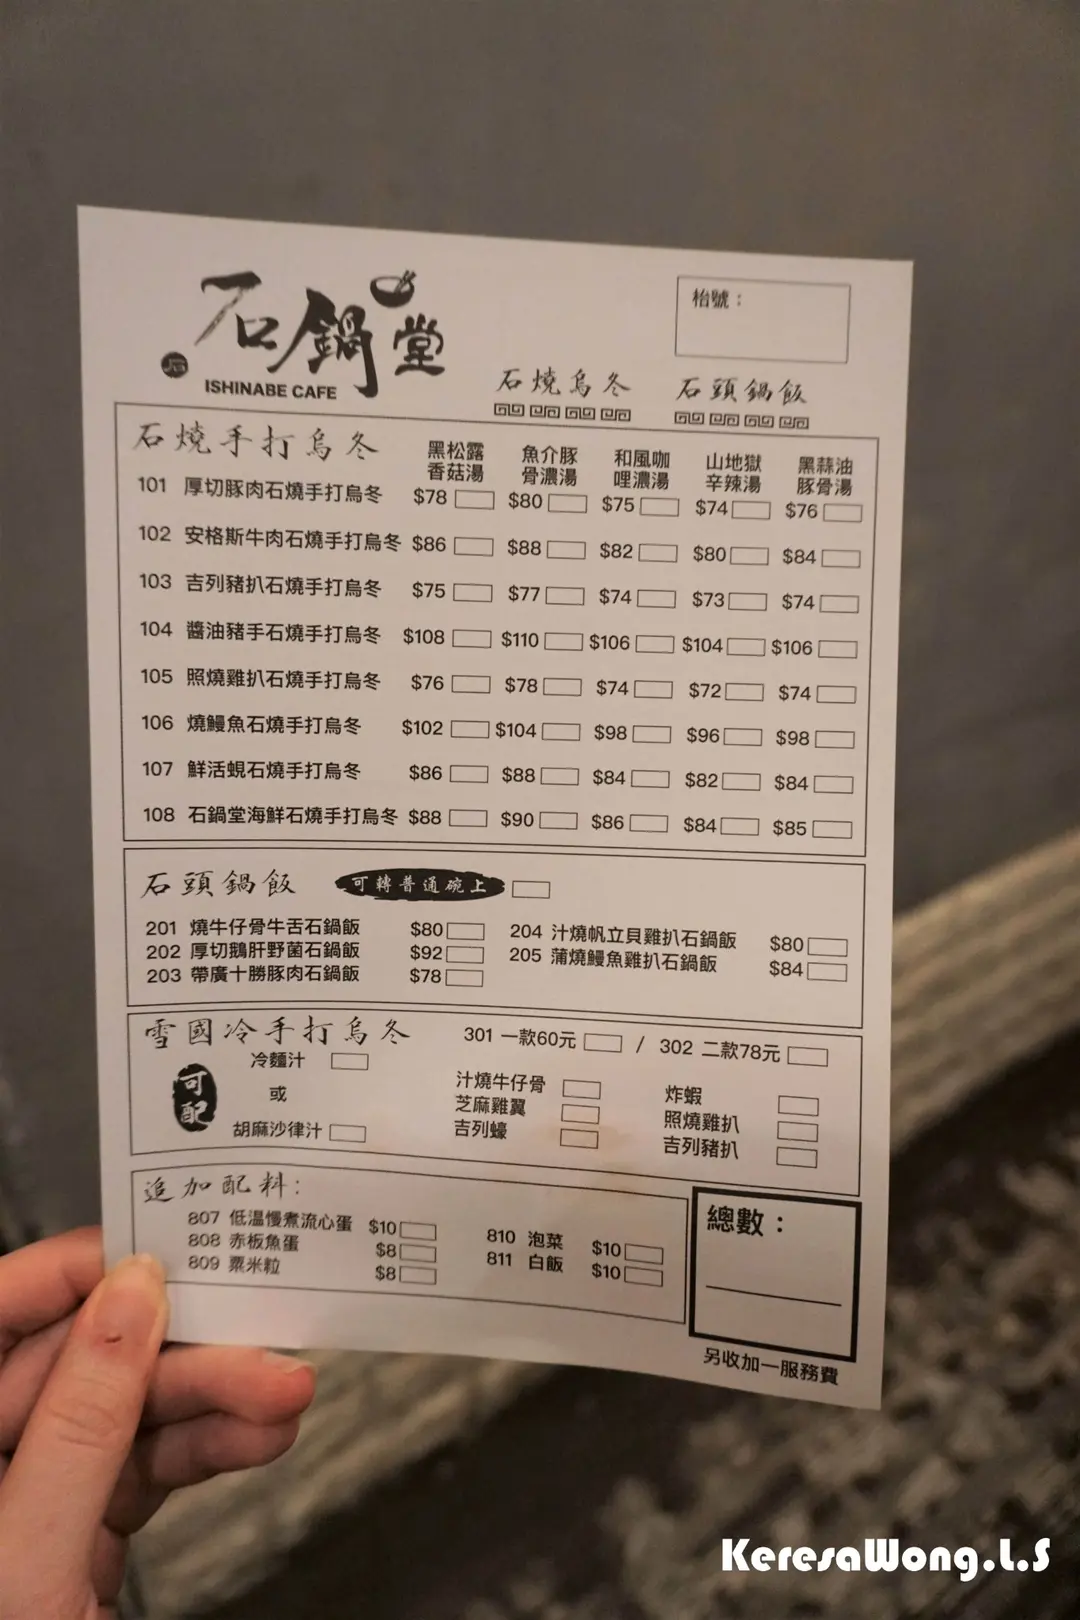 石鍋堂
石
ISHINABE CAFE
枱號：
石燒烏冬 石頭鍋飯
石燒手打烏冬
黑松露香菇湯 魚介豚骨濃湯 和風咖哩濃湯 山地獄辛辣湯 黑蒜油豚骨湯
101 厚切豚肉石燒手打烏冬 $78 $80 $75 $74 $76
102 安格斯牛肉石燒手打烏冬 $86 $88 $82 $80 $84
103 吉列豬扒石燒手打烏冬 $75 $77 $74 $73 $74
104 醬油豬手石燒手打烏冬 $108 $110 $106 $104 $106
105 照燒雞扒石燒手打烏冬 $76 $78 $74 $72 $74
106 燒鰻魚石燒手打烏冬 $102 $104 $98 $96 $98
107 鮮活蜆石燒手打烏冬 $86 $88 $84 $82 $84
108 石鍋堂海鮮石燒手打烏冬 $88 $90 $86 $84 $85
石頭鍋飯 可轉普通碗上
201 燒牛仔骨牛舌石鍋飯 $80 204 汁燒帆立貝雞扒石鍋飯 $80
202 厚切鵝肝野菌石鍋飯 $92 205 蒲燒鰻魚雞扒石鍋飯 $84
203 帶廣十勝豚肉石鍋飯 $78
雪國冷手打烏冬 301 一款60元 / 302 二款78元
可配
冷麵汁
或
胡麻沙律汁
汁燒牛仔骨 炸蝦
芝麻雞翼 照燒雞扒
吉列蠔 吉列豬扒
追加配料：
807 低溫慢煮流心蛋 $10 810 泡菜 $10
808 赤板魚蛋 $8 811 白飯 $10
809 粟米粒 $8
總數：
另收加一服務費
KeresaWong.L.S